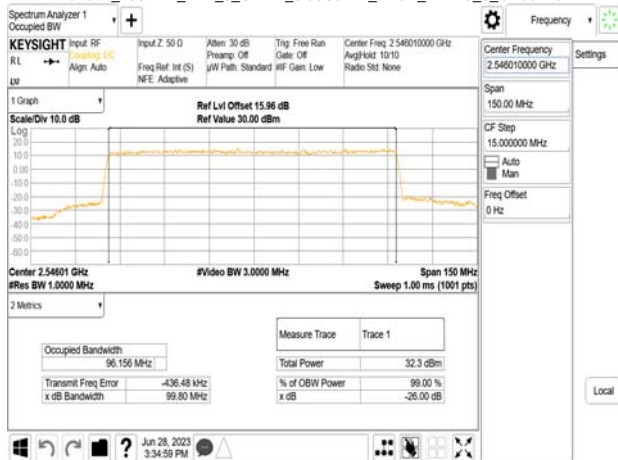 Spectrum Analyzer 1
Occupied BW
Frequency
KEYSIGHT
RL
Input: RF
Coupling: DC
Align: Auto
Input Z: 50 Ω
Freq Ref: Int (S)
NFE: Adaptive
Atten: 30 dB
Preamp: Off
µW Path: Standard
Trig: Free Run
Gate: Off
#IF Gain: Low
Center Freq: 2.546010000 GHz
Avg|Hold: 10/10
Radio Std: None
Center Frequency
2.546010000 GHz
Settings
Span
150.00 MHz
CF Step
15.000000 MHz
Auto
Man
Freq Offset
0 Hz
Local
1 Graph
Scale/Div 10.0 dB
Ref Lvl Offset 15.96 dB
Ref Value 30.00 dBm
Log
20.0
10.0
0.00
-10.0
-20.0
-30.0
-40.0
-50.0
-60.0
Center 2.54601 GHz
#Video BW 3.0000 MHz
Span 150 MHz
#Res BW 1.0000 MHz
Sweep 1.00 ms (1001 pts)
2 Metrics
Measure Trace Trace 1
Occupied Bandwidth
96.156 MHz
Total Power 32.3 dBm
Transmit Freq Error -436.48 kHz
% of OBW Power 99.00 %
x dB Bandwidth 99.80 MHz
x dB -26.00 dB
?
Jun 28, 2023
3:34:59 PM